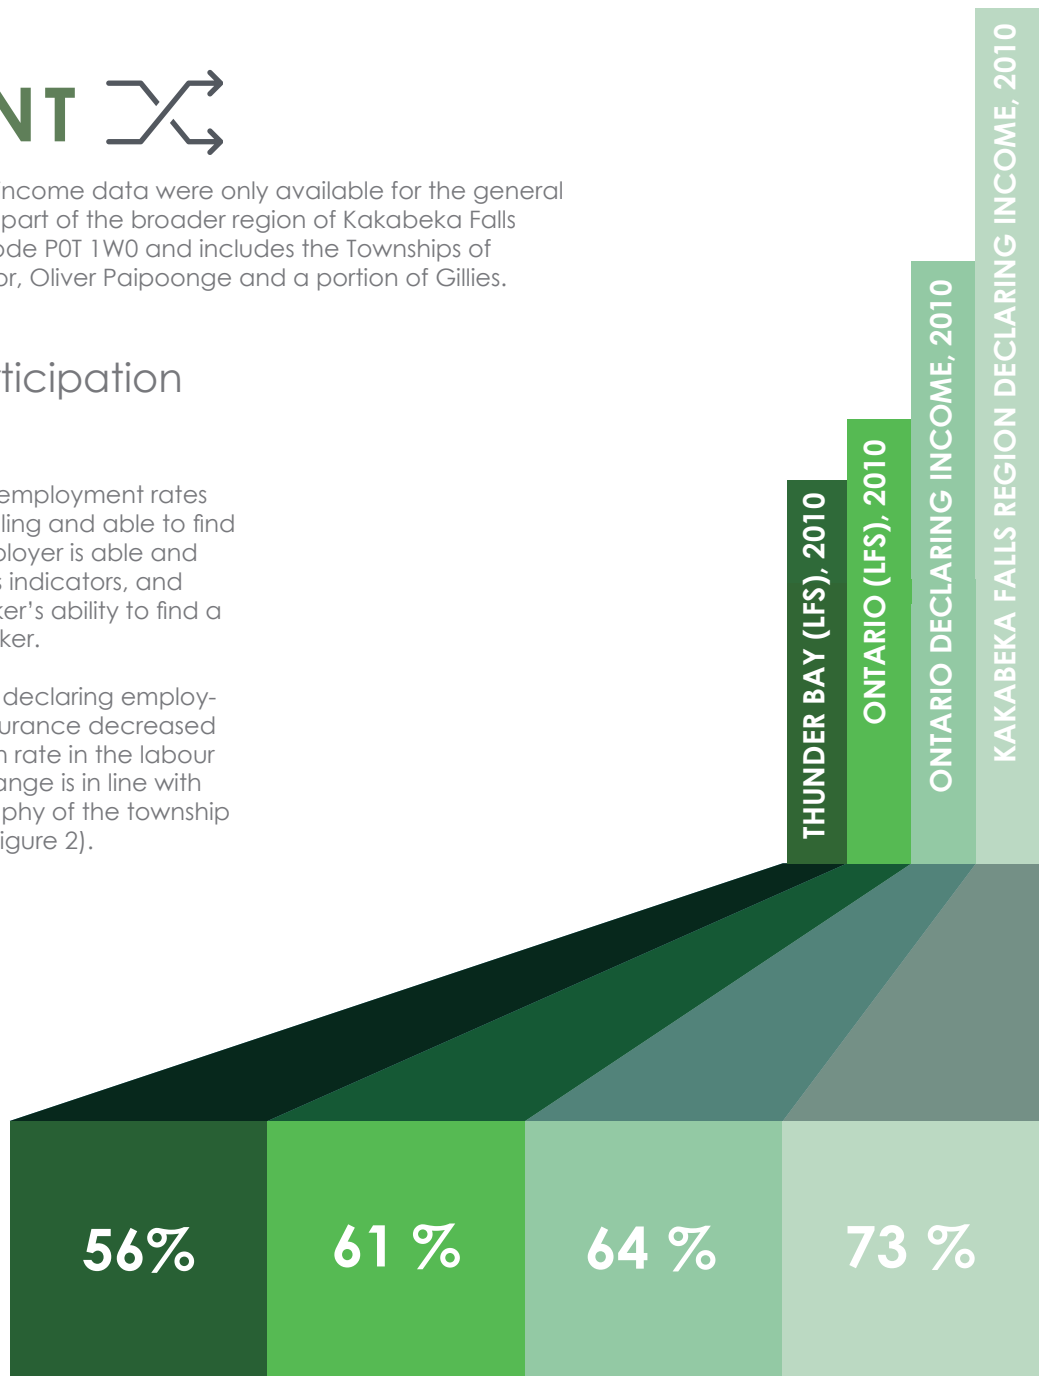 NT
income data were only available for the general
part of the broader region of Kakabeka Falls
ode P0T 1W0 and includes the Townships of
or, Oliver Paipoonge and a portion of Gillies.
ticipation
employment rates
ling and able to find
ployer is able and
s indicators, and
ker's ability to find a
ker.
declaring employ-
urance decreased
n rate in the labour
ange is in line with
phy of the township
igure 2).
THUNDER BAY (LFS), 2010
ONTARIO (LFS), 2010
ONTARIO DECLARING INCOME, 2010
KAKABEKA FALLS REGION DECLARING INCOME, 2010
56%
61 %
64 %
73 %